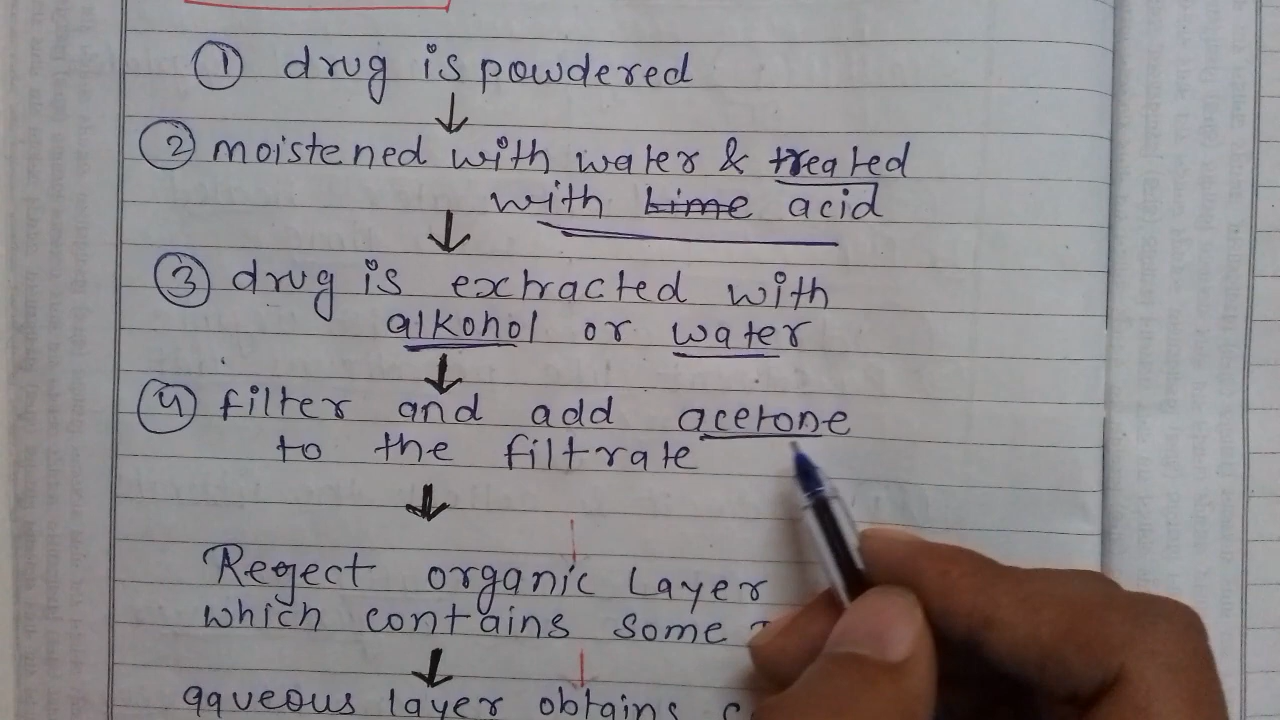 ① drug is powdered
② moistened with water & treated
with lime acid
③ drug is extracted with
alkohol or water
④ filter and add acetone
to the filtrate
Regect organic Layer
which contains some
aqueous layer obtains